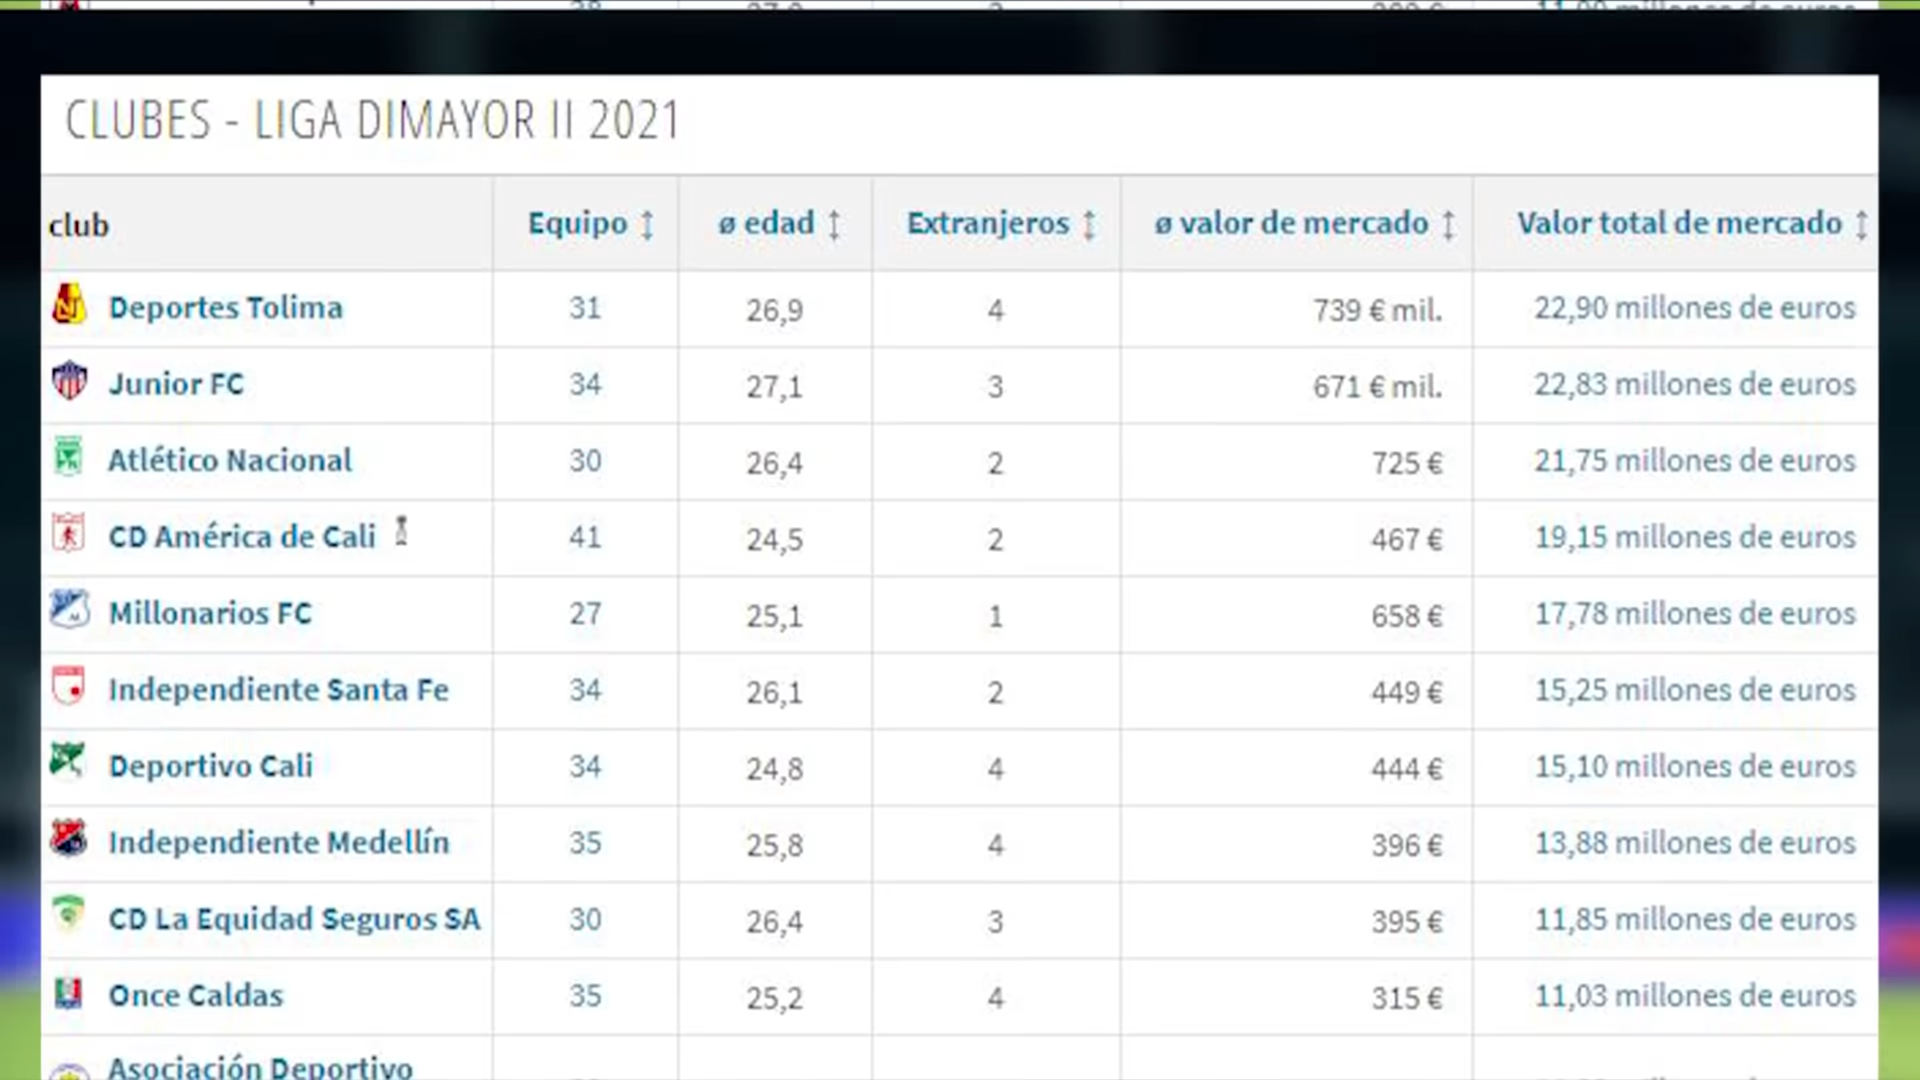 CLUBES - LIGA DIMAYOR II 2021
club Equipo ø edad Extranjeros ø valor de mercado Valor total de mercado
Deportes Tolima 31 26,9 4 739 € mil. 22,90 millones de euros
Junior FC 34 27,1 3 671 € mil. 22,83 millones de euros
Atlético Nacional 30 26,4 2 725 € 21,75 millones de euros
CD América de Cali 41 24,5 2 467 € 19,15 millones de euros
Millonarios FC 27 25,1 1 658 € 17,78 millones de euros
Independiente Santa Fe 34 26,1 2 449 € 15,25 millones de euros
Deportivo Cali 34 24,8 4 444 € 15,10 millones de euros
Independiente Medellín 35 25,8 4 396 € 13,88 millones de euros
CD La Equidad Seguros SA 30 26,4 3 395 € 11,85 millones de euros
Once Caldas 35 25,2 4 315 € 11,03 millones de euros
Asociación Deportivo